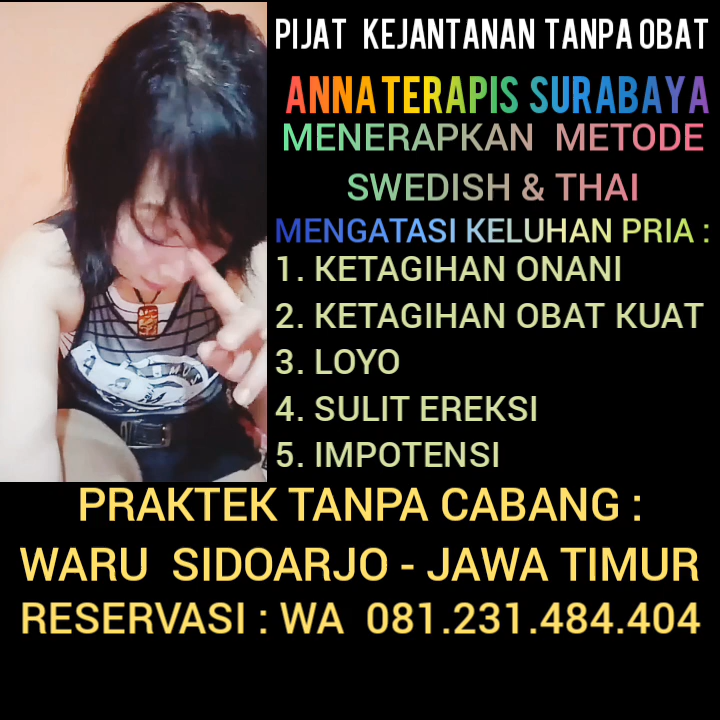 PIJAT KEJANTANAN TANPA OBAT
ANNA TERAPIS SURABAYA
MENERAPKAN METODE
SWEDISH & THAI
MENGATASI KELUHAN PRIA :
1. KETAGIHAN ONANI
2. KETAGIHAN OBAT KUAT
3. LOYO
4. SULIT EREKSI
5. IMPOTENSI
PRAKTEK TANPA CABANG :
WARU SIDOARJO - JAWA TIMUR
RESERVASI : WA 081.231.484.404